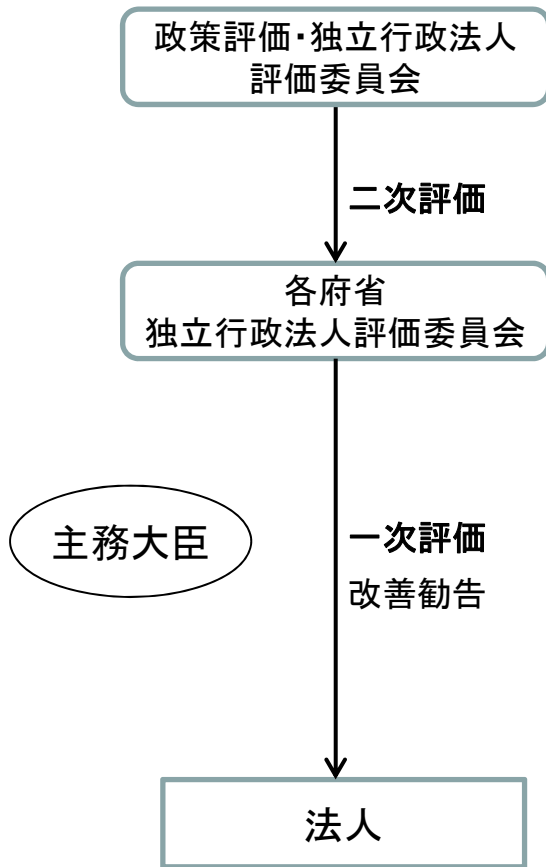 政策評価・独立行政法人
評価委員会
二次評価
各府省
独立行政法人評価委員会
主務大臣
一次評価
改善勧告
法人